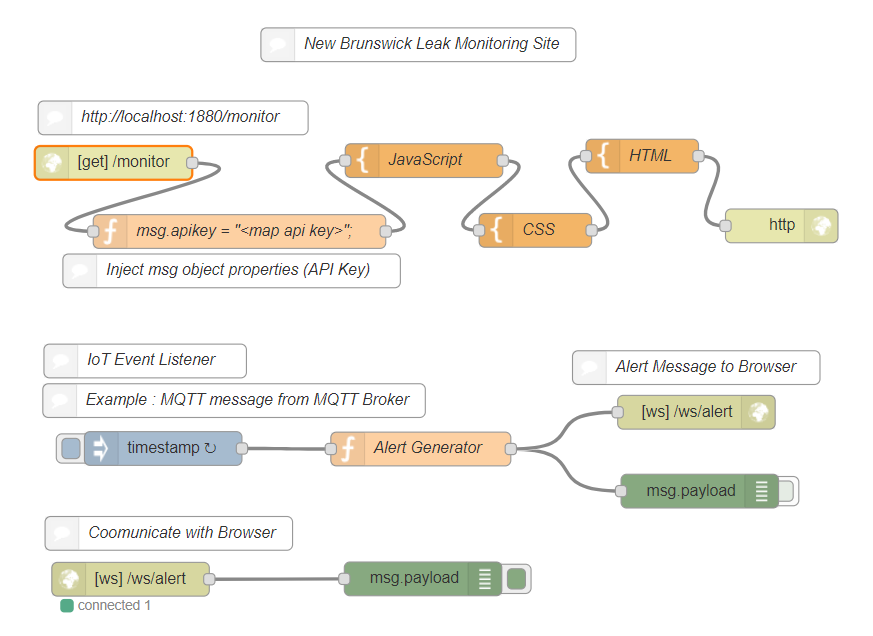 New Brunswick Leak Monitoring Site
http://localhost:1880/monitor
[get] /monitor
JavaScript
HTML
msg.apikey = "<map api key>";
CSS
http
Inject msg object properties (API Key)
IoT Event Listener
Alert Message to Browser
Example : MQTT message from MQTT Broker
[ws] /ws/alert
timestamp ↻
Alert Generator
msg.payload
Coomunicate with Browser
[ws] /ws/alert
msg.payload
connected 1